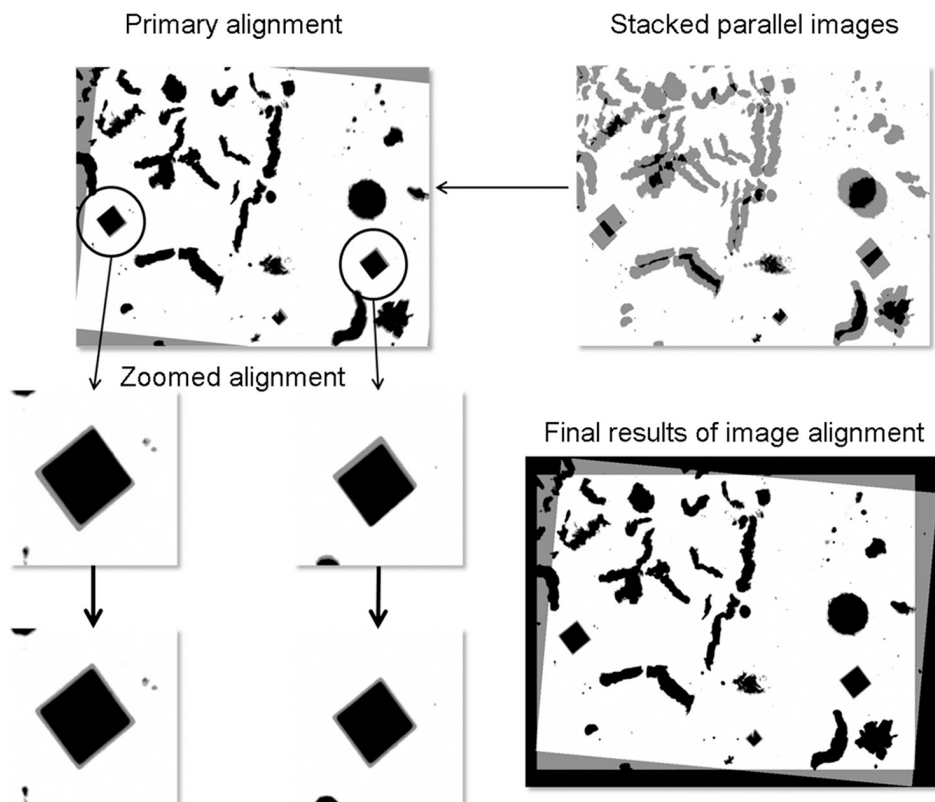 Primary alignment
Stacked parallel images
Zoomed alignment
Final results of image alignment